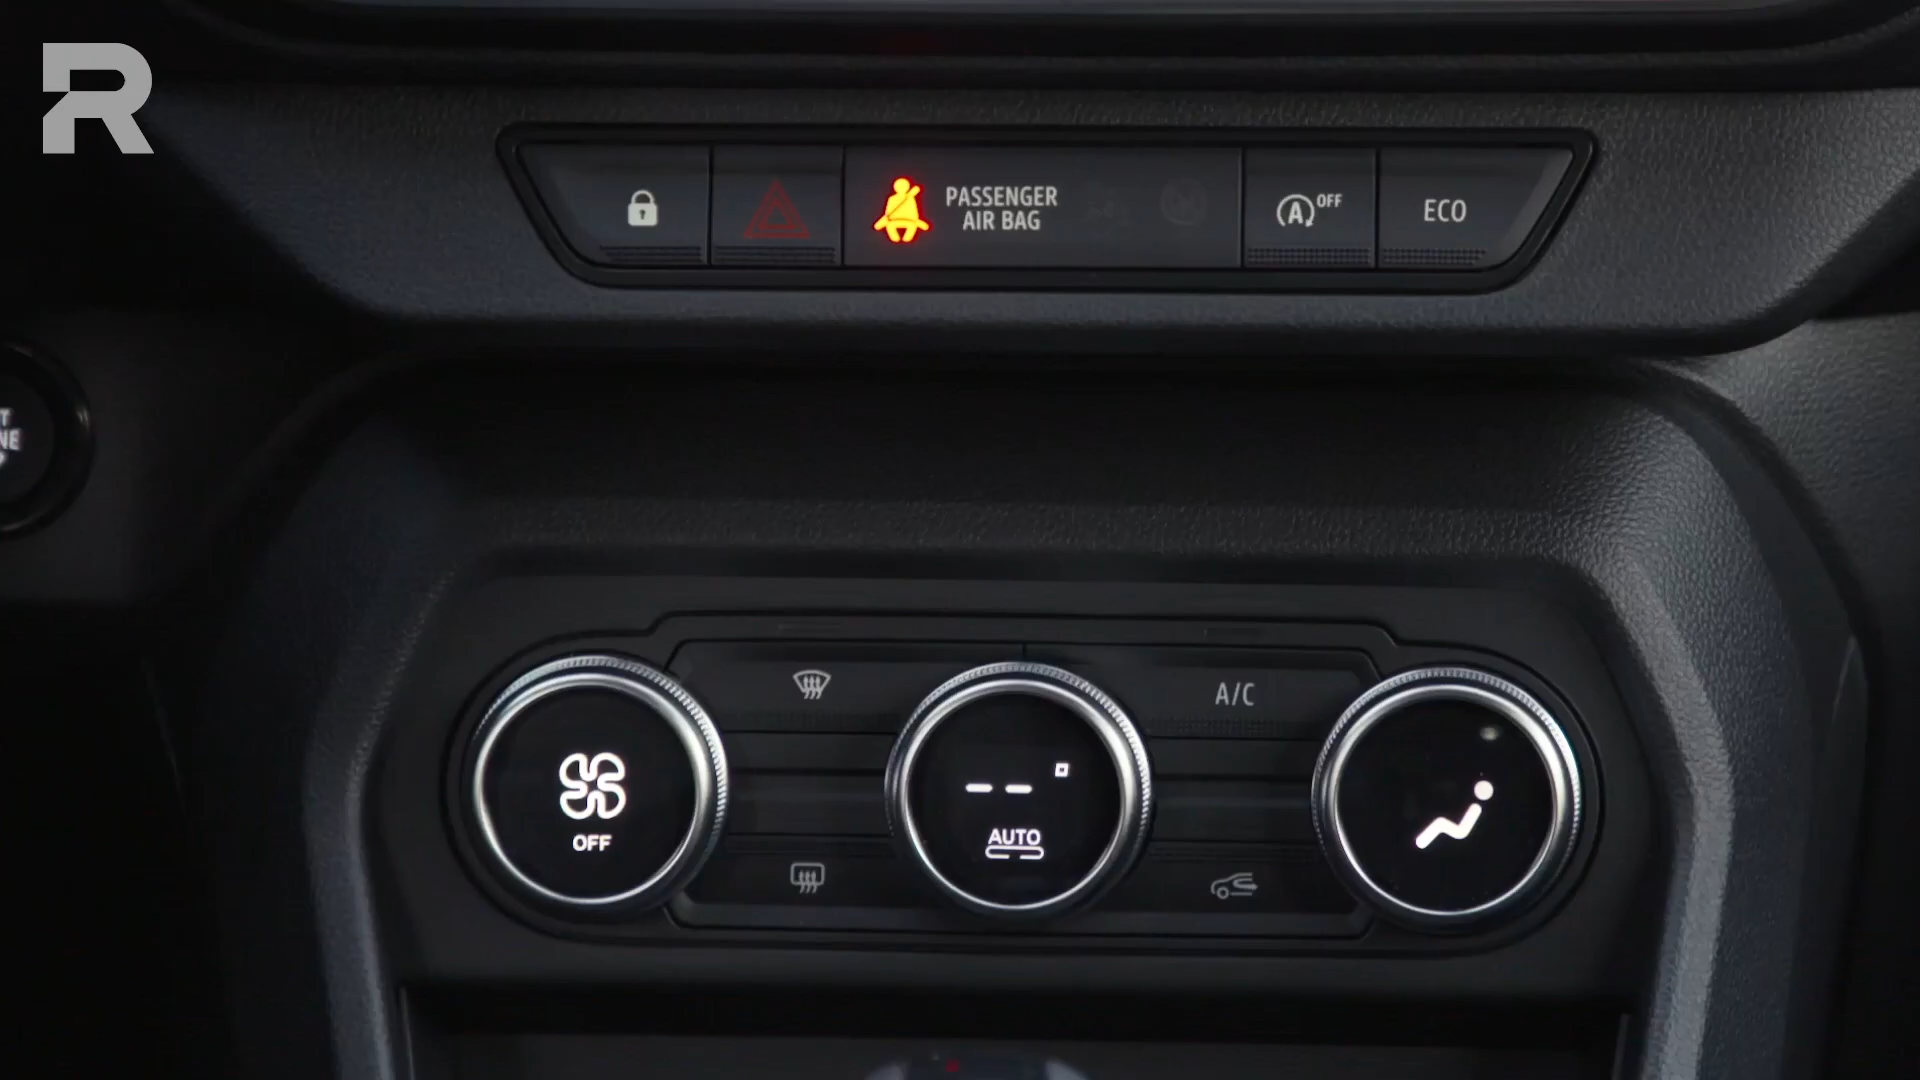 R
PASSENGER
AIR BAG
A OFF
ECO
A/C
OFF
AUTO